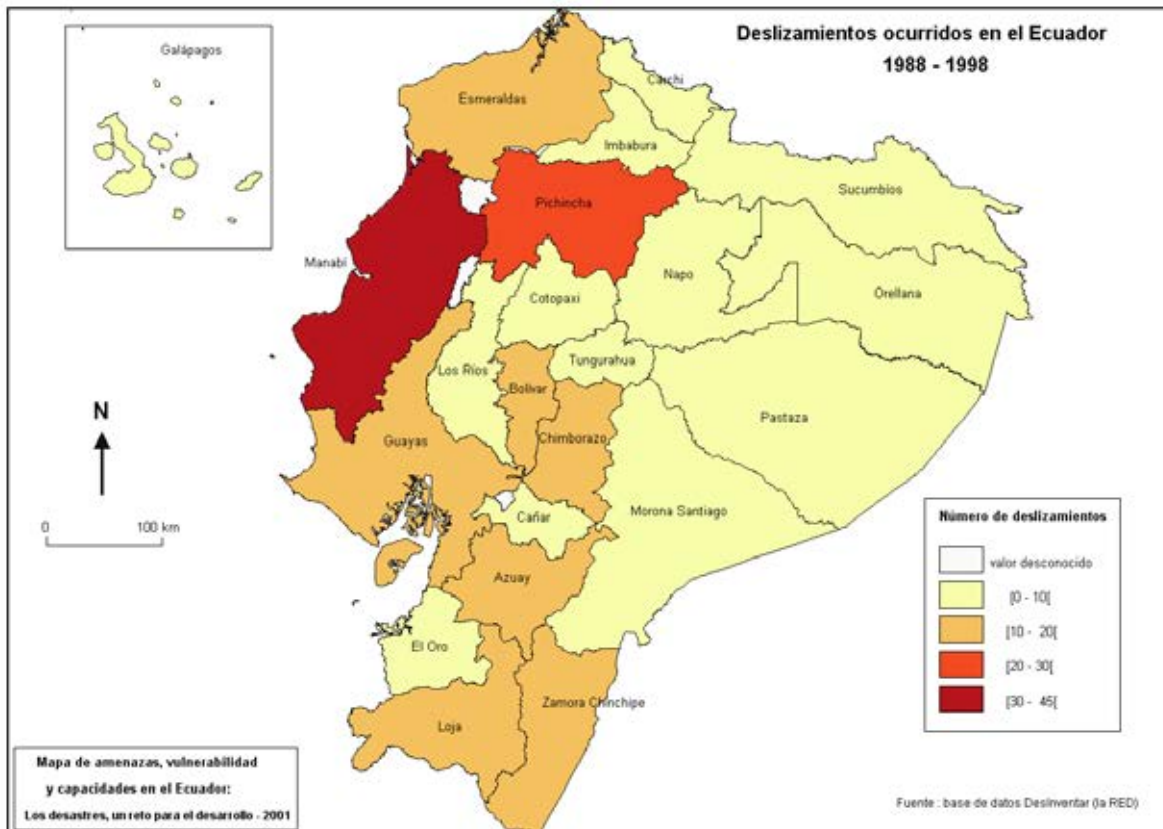 Deslizamientos ocurridos en el Ecuador
1988 - 1998
Galápagos
Carchi
Esmeraldas
Imbabura
Sucumbíos
Pichincha
Manabí
Napo
Orellana
Cotopaxi
Tungurahua
Los Ríos
Bolívar
Pastaza
Chimborazo
Guayas
N
0 100 km
Cañar
Morona Santiago
Azuay
El Oro
Zamora Chinchipe
Loja
Número de deslizamientos
valor desconocido
[0 - 10[
[10 - 20[
[20 - 30[
[30 - 45[
Mapa de amenazas, vulnerabilidad
y capacidades en el Ecuador:
Los desastres, un reto para el desarrollo - 2001
Fuente : base de datos DesInventar (la RED)